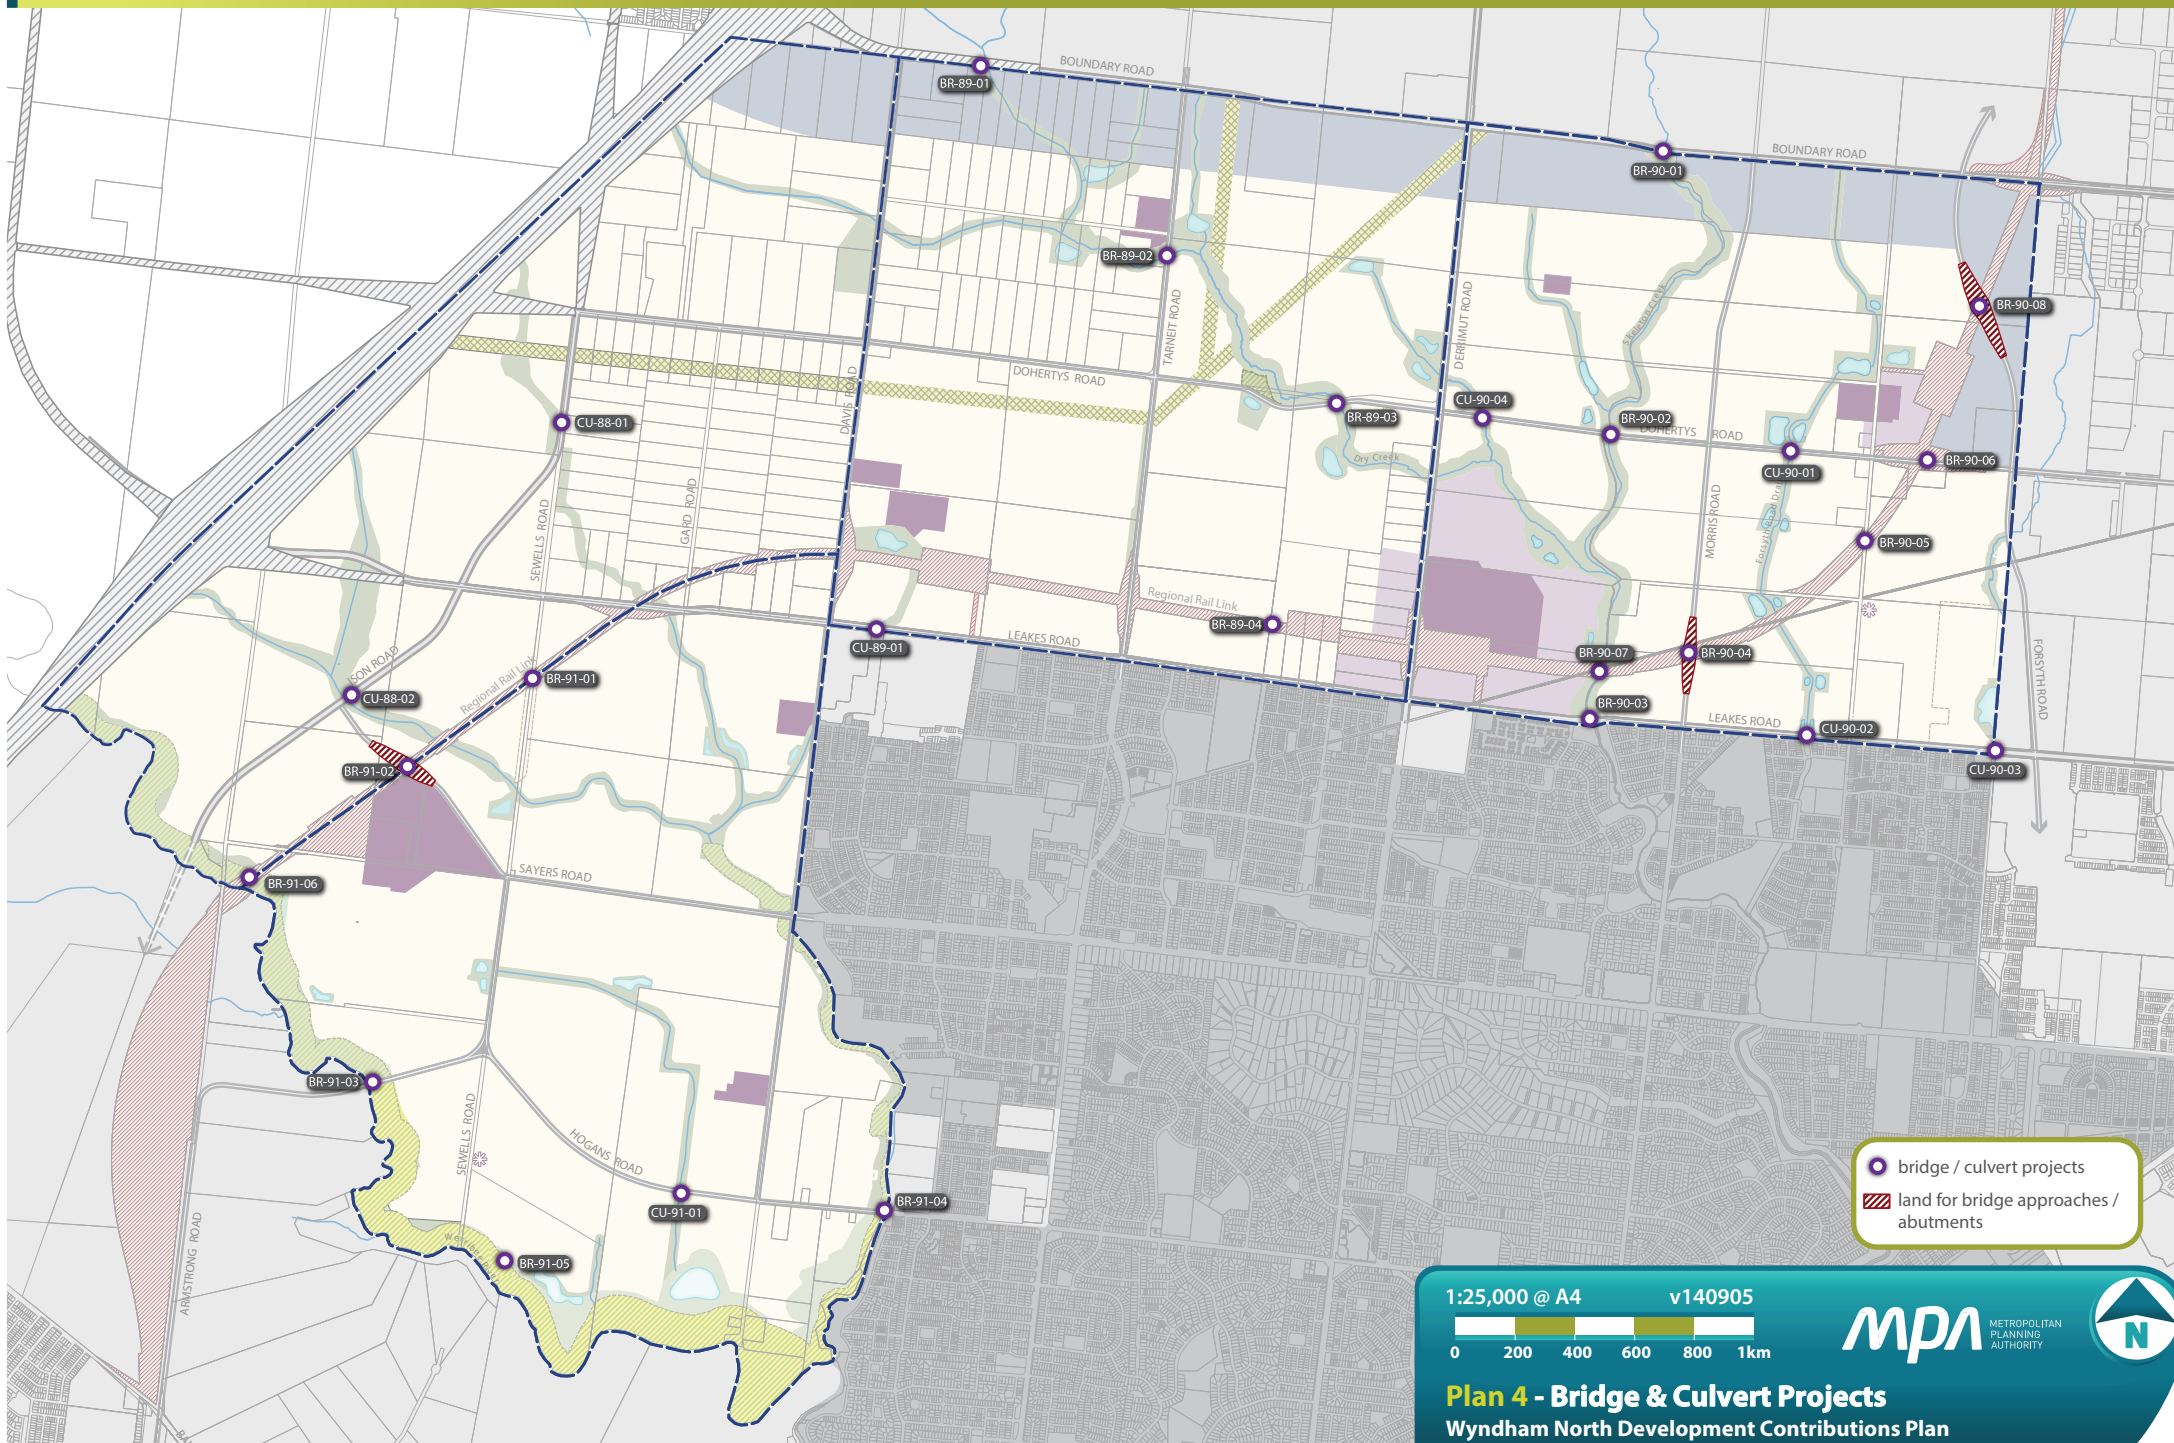 BOUNDARY ROAD
BR-89-01
BOUNDARY ROAD
BR-90-01
BR-89-02
TARNEIT ROAD
DERRIMUT ROAD
Skeleton Creek
BR-90-08
DOHERTYS ROAD
DAVIS ROAD
CU-88-01
BR-89-03
CU-90-04
BR-90-02
DOHERTYS ROAD
CU-90-01
BR-90-06
Dry Creek
SEWELLS ROAD
GARD ROAD
MORRIS ROAD
BR-90-05
Regional Rail Link
BR-89-04
CU-89-01
LEAKES ROAD
BR-90-07
BR-90-04
FORSYTH ROAD
ISON ROAD
Regional Rail Link
BR-91-01
CU-88-02
BR-90-03
LEAKES ROAD
CU-90-02
CU-90-03
BR-91-02
SAYERS ROAD
BR-91-06
BR-91-03
SEWELLS ROAD
HOGANS ROAD
CU-91-01
BR-91-04
BR-91-05
ARMSTRONG ROAD
bridge / culvert projects
land for bridge approaches /
abutments
1:25,000 @ A4 v140905
0 200 400 600 800 1km
MPA METROPOLITAN
PLANNING
AUTHORITY
N
Plan 4 - Bridge & Culvert Projects
Wyndham North Development Contributions Plan